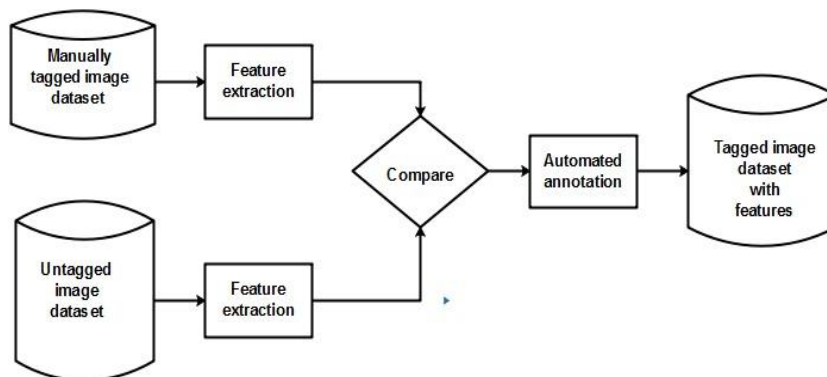 Manually
tagged image
dataset
Feature
extraction
Compare
Automated
annotation
Tagged image
dataset
with
features
Untagged
image
dataset
Feature
extraction